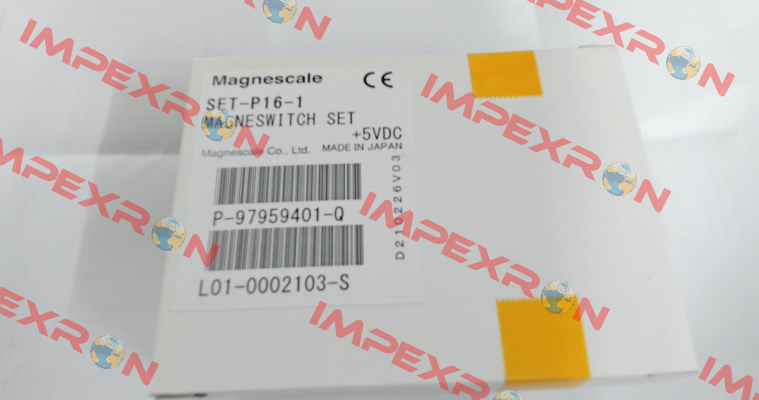 Magnescale CE
SET-P16-1
MAGNESWITCH SET
+5VDC
Magnescale Co., Ltd. MADE IN JAPAN
P-97959401-Q
L01-0002103-S
D210226V03
IMPEXRON
IMPEXRON
IMPEXRON
IMPEXRON
IMPEXRON
IMPEXRON
IMPEXRON